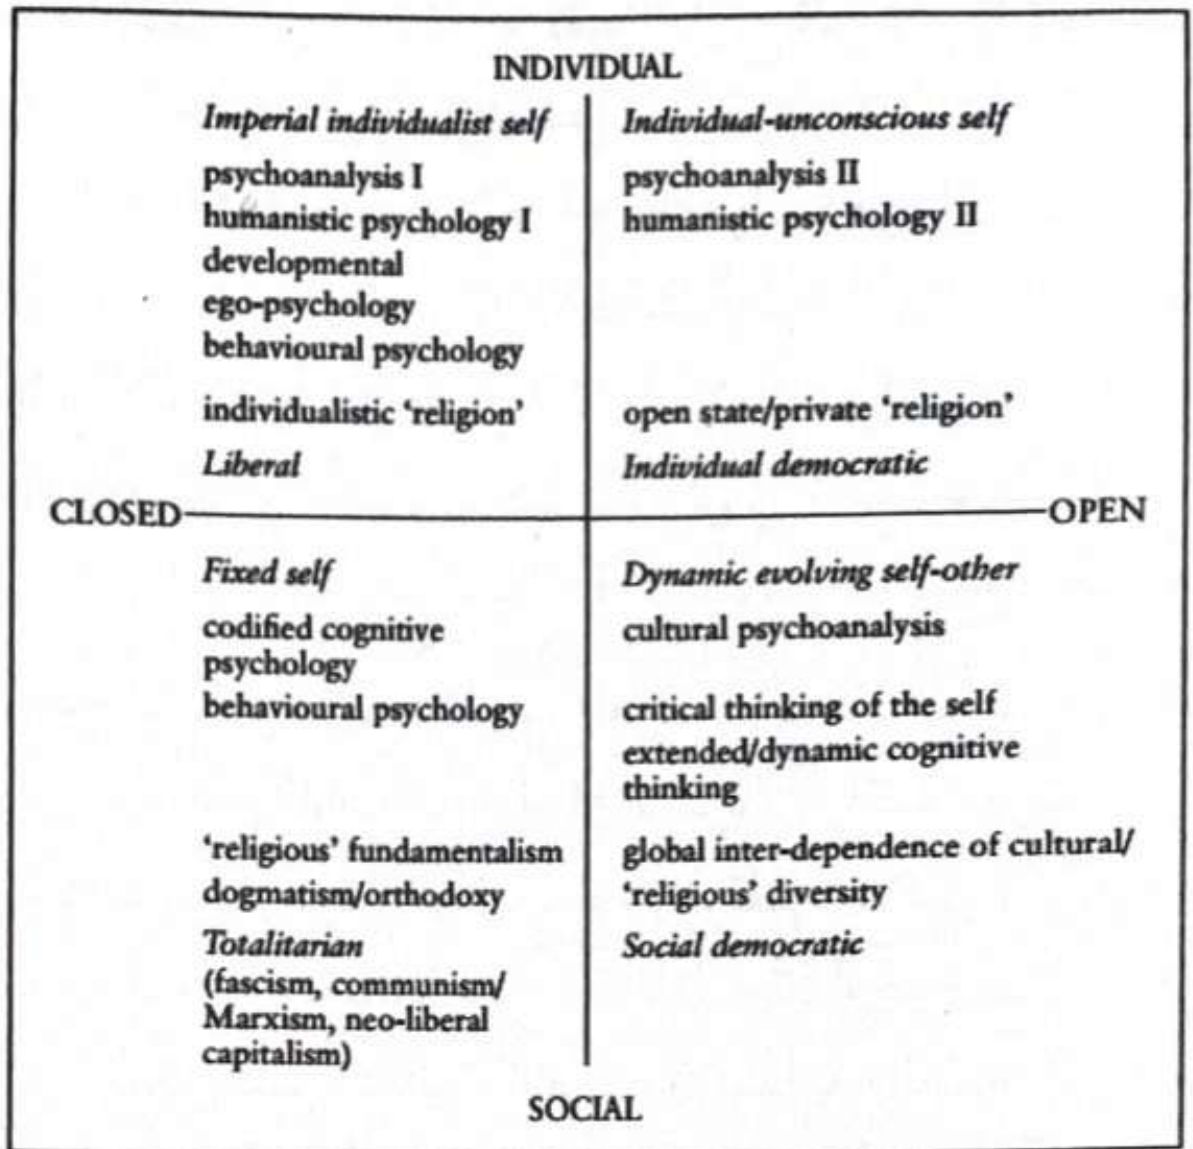 INDIVIDUAL
Imperial individualist self
psychoanalysis I
humanistic psychology I
developmental
ego-psychology
behavioural psychology
individualistic ‘religion’
Liberal
Individual-unconscious self
psychoanalysis II
humanistic psychology II
open state/private ‘religion’
Individual democratic
CLOSED
OPEN
Fixed self
codified cognitive
psychology
behavioural psychology
‘religious’ fundamentalism
dogmatism/orthodoxy
Totalitarian
(fascism, communism/
Marxism, neo-liberal
capitalism)
Dynamic evolving self-other
cultural psychoanalysis
critical thinking of the self
extended/dynamic cognitive
thinking
global inter-dependence of cultural/
‘religious’ diversity
Social democratic
SOCIAL